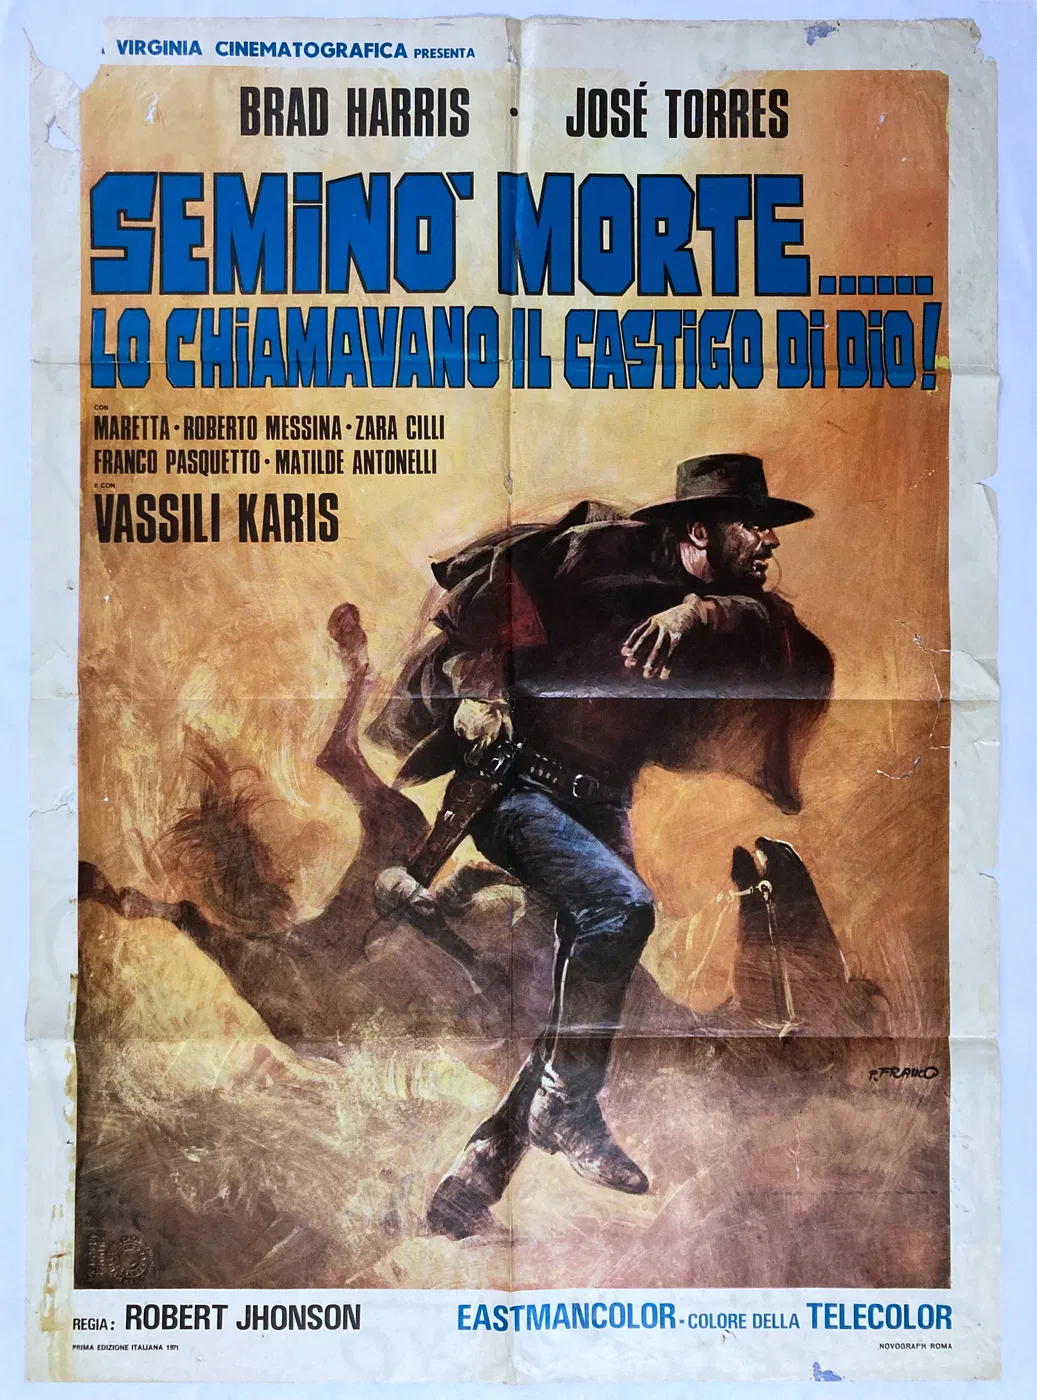 VIRGINIA CINEMATOGRAFICA PRESENTA
BRAD HARRIS • JOSÉ TORRES
SEMINO' MORTE......
LO CHIAMAVANO IL CASTIGO DI DIO!
CON
MARETTA • ROBERTO MESSINA • ZARA CILLI
FRANCO PASQUETTO • MATILDE ANTONELLI
E CON
VASSILI KARIS
P. FRANCO
REGIA: ROBERT JHONSON
EASTMANCOLOR - COLORE DELLA TELECOLOR
PRIMA EDIZIONE ITALIANA 1971
NOVOGRAPH ROMA